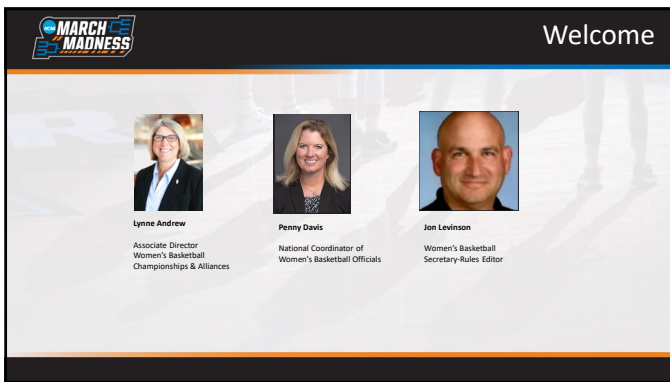 NCAA
MARCH
MADNESS
Welcome
Lynne Andrew
Associate Director
Women's Basketball
Championships & Alliances
Penny Davis
National Coordinator of
Women's Basketball Officials
Jon Levinson
Women's Basketball
Secretary-Rules Editor